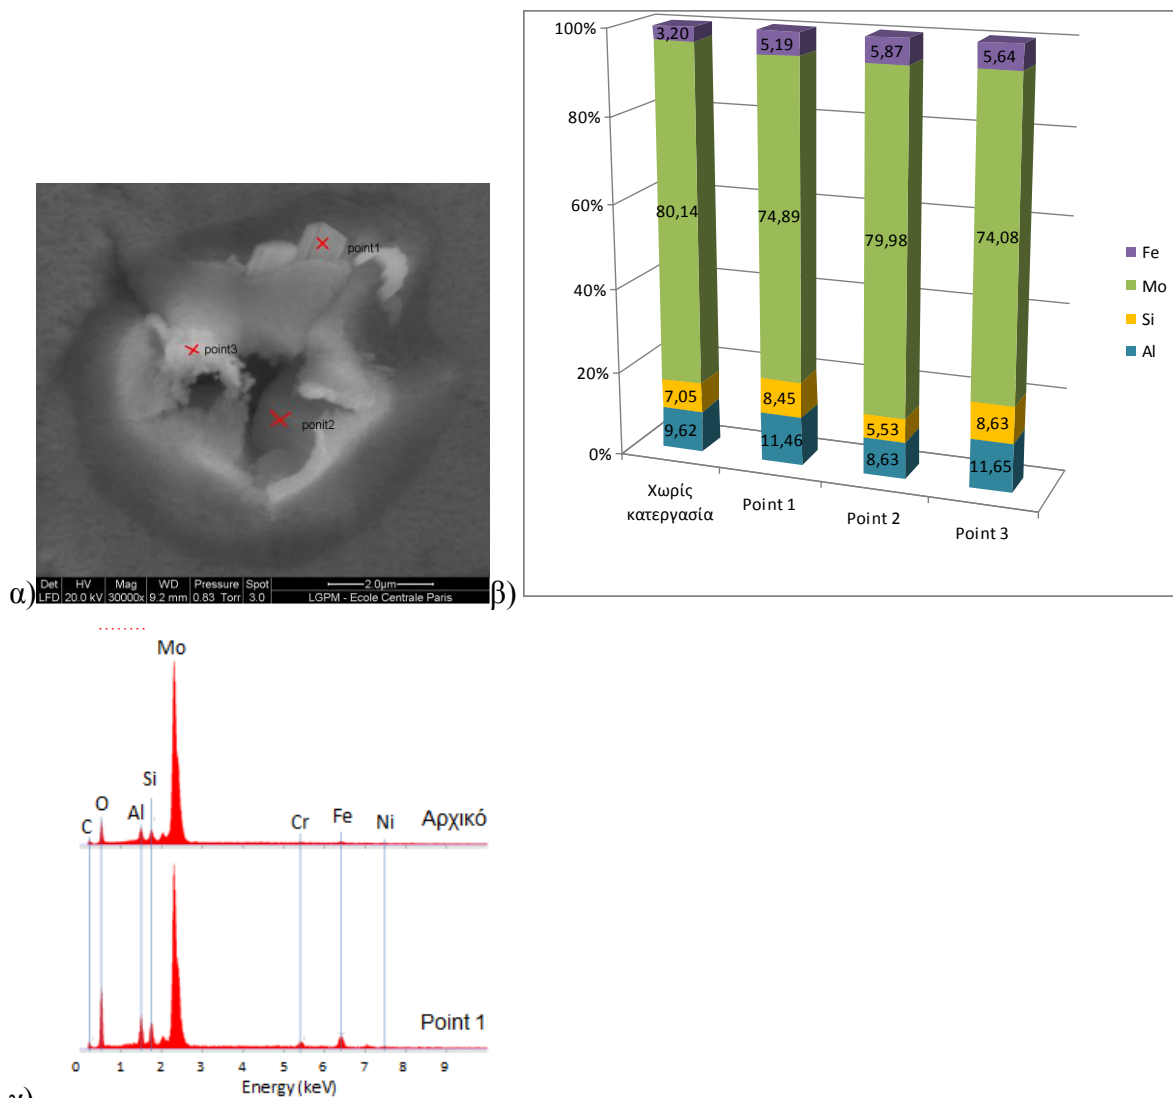 point1
point3
ponit2
Det HV Mag WD Pressure Spot 2.0µm
LFD 20.0 kV 30000x 9.2 mm 0.83 Torr 3.0 LGPM - Ecole Centrale Paris
α)
100%
80%
60%
40%
20%
0%
3,20 5,19 5,87 5,64
80,14 74,89 79,98 74,08
7,05 8,45 5,53 8,63
9,62 11,46 8,63 11,65
Χωρίς
κατεργασία
Point 1
Point 2
Point 3
Fe
Mo
Si
Al
β)
Mo
Si
O Al
C Cr Fe Ni Αρχικό
Point 1
0 1 2 3 4 5 6 7 8 9
Energy (keV)
γ)